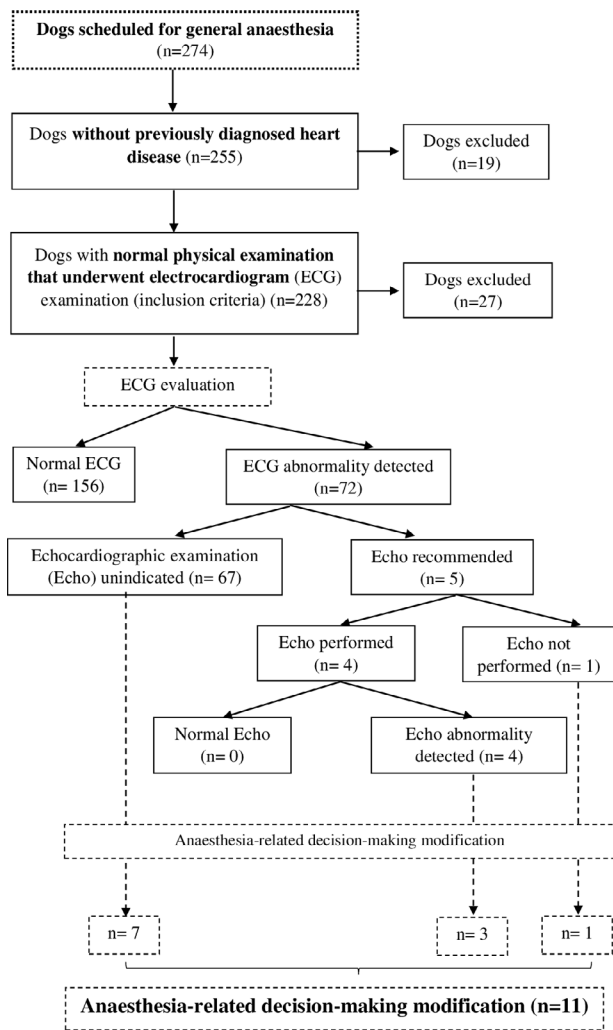 Dogs scheduled for general anaesthesia
(n=274)
Dogs without previously diagnosed heart
disease (n=255)
Dogs excluded
(n=19)
Dogs with normal physical examination
that underwent electrocardiogram (ECG)
examination (inclusion criteria) (n=228)
Dogs excluded
(n=27)
ECG evaluation
Normal ECG
(n= 156)
ECG abnormality detected
(n=72)
Echocardiographic examination
(Echo) unindicated (n= 67)
Echo recommended
(n= 5)
Echo performed
(n= 4)
Echo not
performed (n= 1)
Normal Echo
(n= 0)
Echo abnormality
detected (n= 4)
Anaesthesia-related decision-making modification
n= 7
n= 3
n= 1
Anaesthesia-related decision-making modification (n=11)